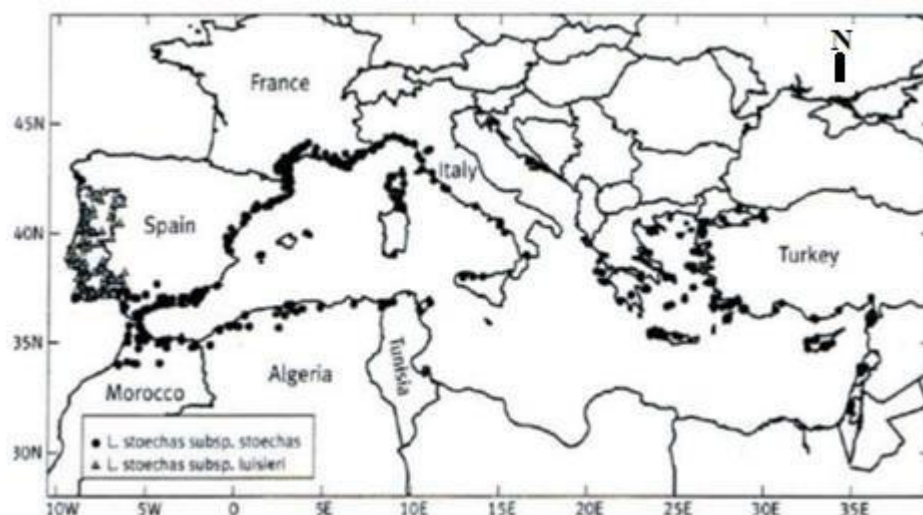 N
France
45N
Italy
Spain
40N
Turkey
35N
Tunisia
Algeria
Morocco
L. stoechas subsp. stoechas
L. stoechas subsp. luisieri
30N
10W 5W 0 5E 10E 15E 20E 25E 30E 35E